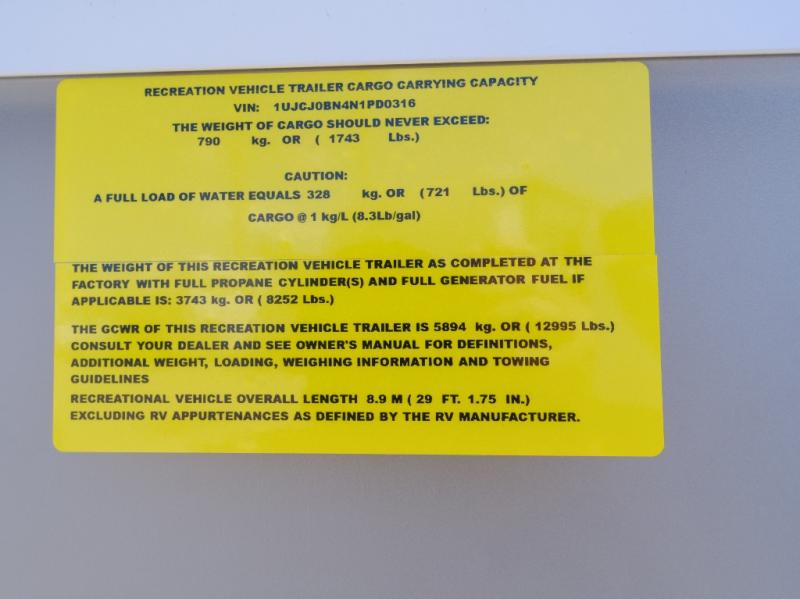 RECREATION VEHICLE TRAILER CARGO CARRYING CAPACITY
VIN: 1UJCJ0BN4N1PD0316
THE WEIGHT OF CARGO SHOULD NEVER EXCEED:
790 kg. OR ( 1743 Lbs.)
CAUTION:
A FULL LOAD OF WATER EQUALS 328 kg. OR (721 Lbs.) OF
CARGO @ 1 kg/L (8.3Lb/gal)
THE WEIGHT OF THIS RECREATION VEHICLE TRAILER AS COMPLETED AT THE
FACTORY WITH FULL PROPANE CYLINDER(S) AND FULL GENERATOR FUEL IF
APPLICABLE IS: 3743 kg. OR ( 8252 Lbs.)
THE GCWR OF THIS RECREATION VEHICLE TRAILER IS 5894 kg. OR ( 12995 Lbs.)
CONSULT YOUR DEALER AND SEE OWNER'S MANUAL FOR DEFINITIONS,
ADDITIONAL WEIGHT, LOADING, WEIGHING INFORMATION AND TOWING
GUIDELINES
RECREATIONAL VEHICLE OVERALL LENGTH 8.9 M ( 29 FT. 1.75 IN.)
EXCLUDING RV APPURTENANCES AS DEFINED BY THE RV MANUFACTURER.